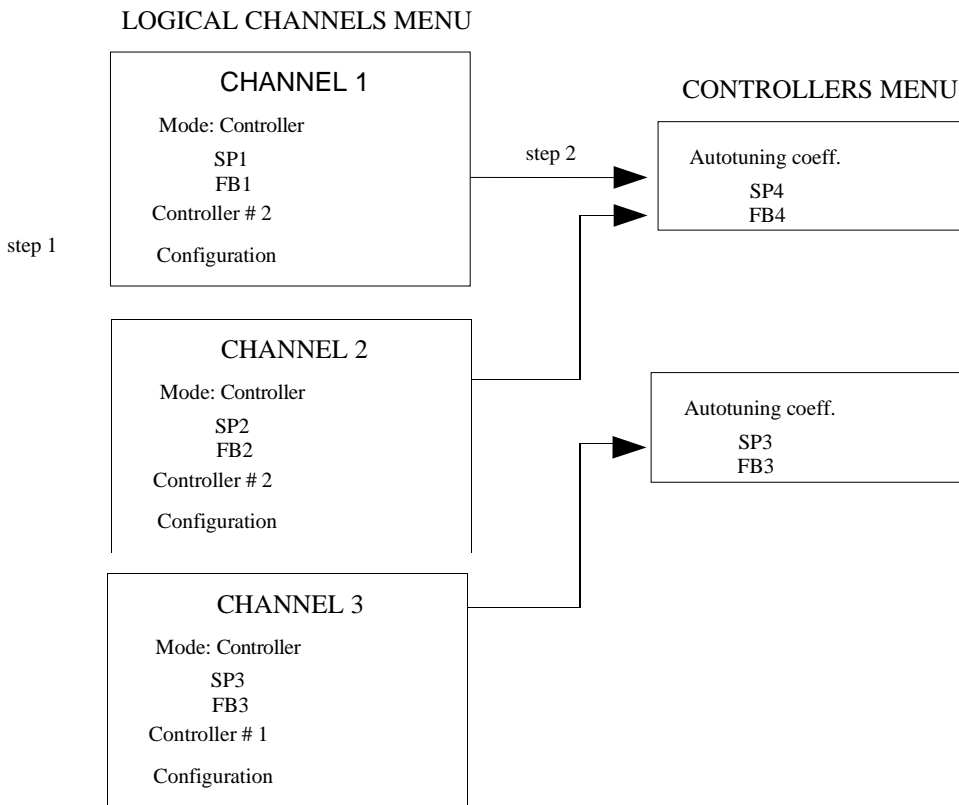 LOGICAL CHANNELS MENU
CHANNEL 1
Mode: Controller
SP1
FB1
Controller # 2
Configuration
step 1
step 2
CONTROLLERS MENU
Autotuning coeff.
SP4
FB4
CHANNEL 2
Mode: Controller
SP2
FB2
Controller # 2
Configuration
Autotuning coeff.
SP3
FB3
CHANNEL 3
Mode: Controller
SP3
FB3
Controller # 1
Configuration